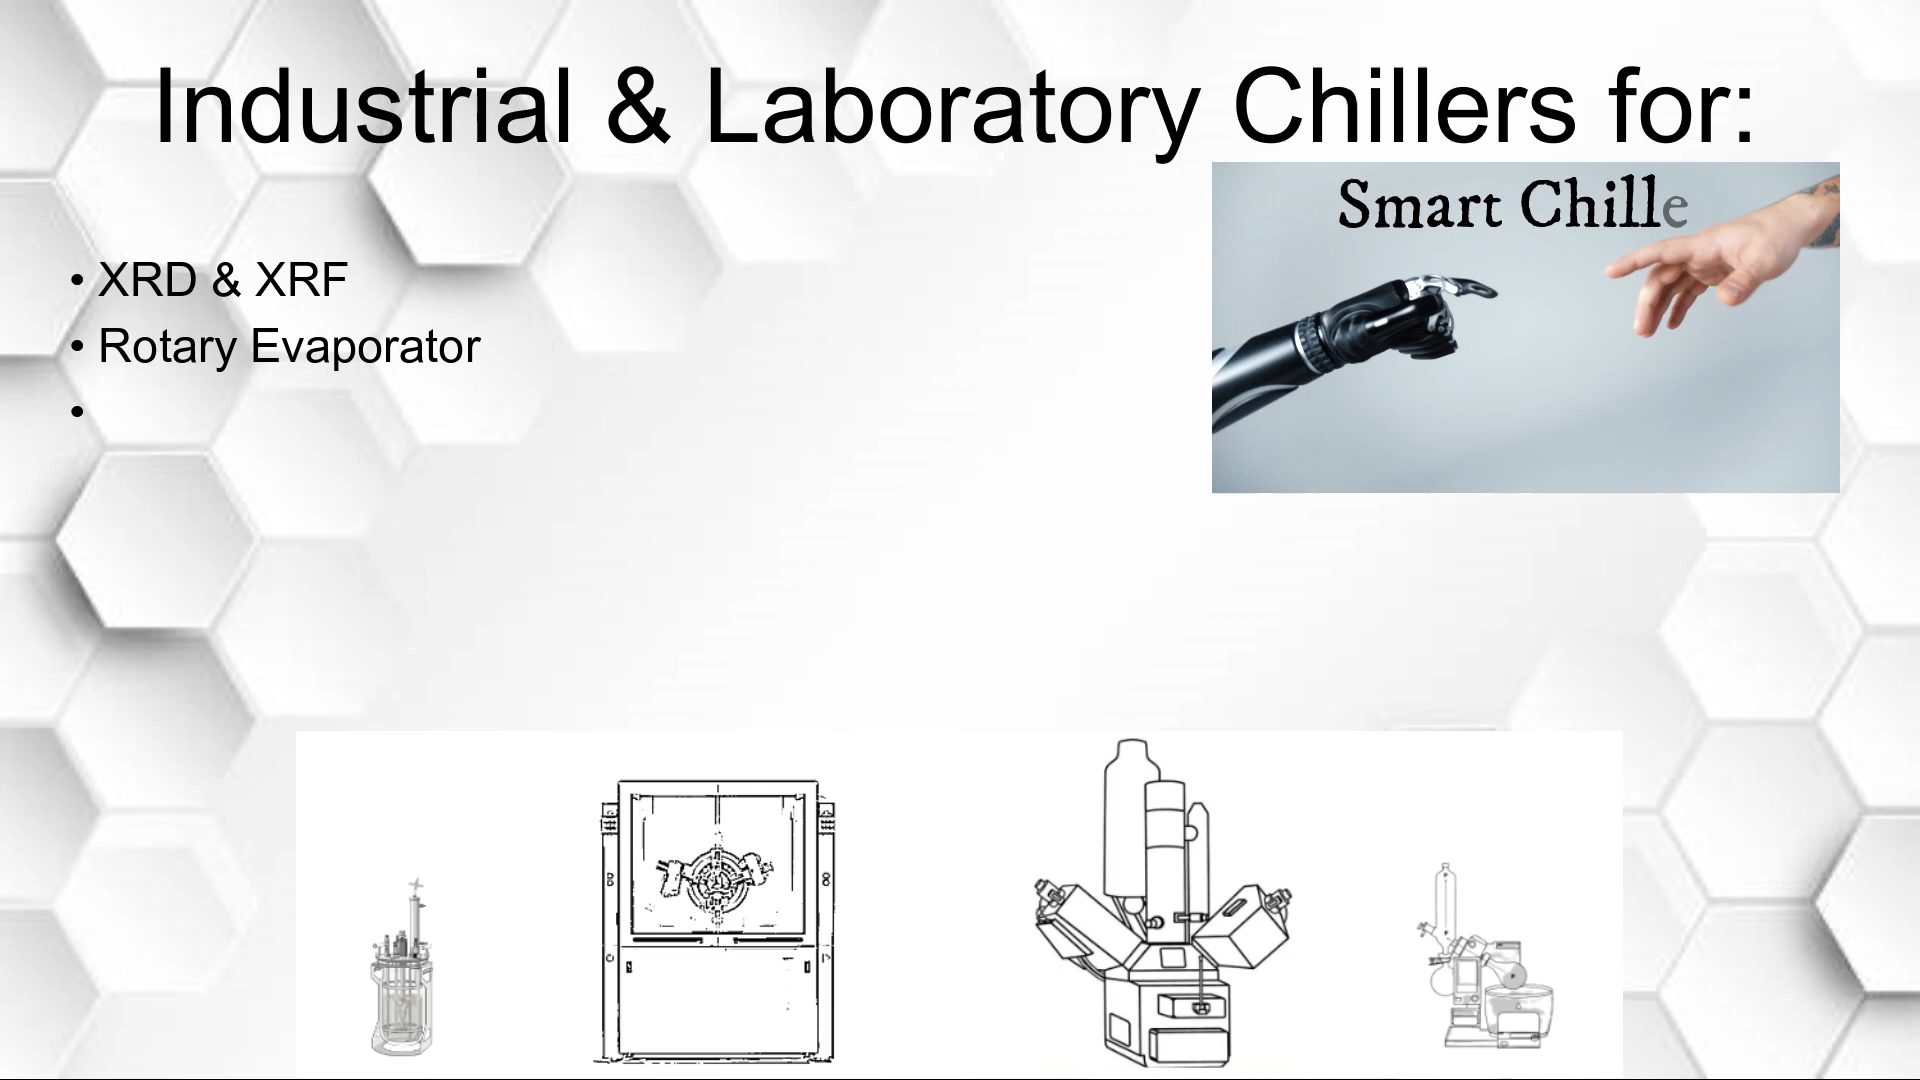 Industrial & Laboratory Chillers for:
Smart Chille
• XRD & XRF
• Rotary Evaporator
•